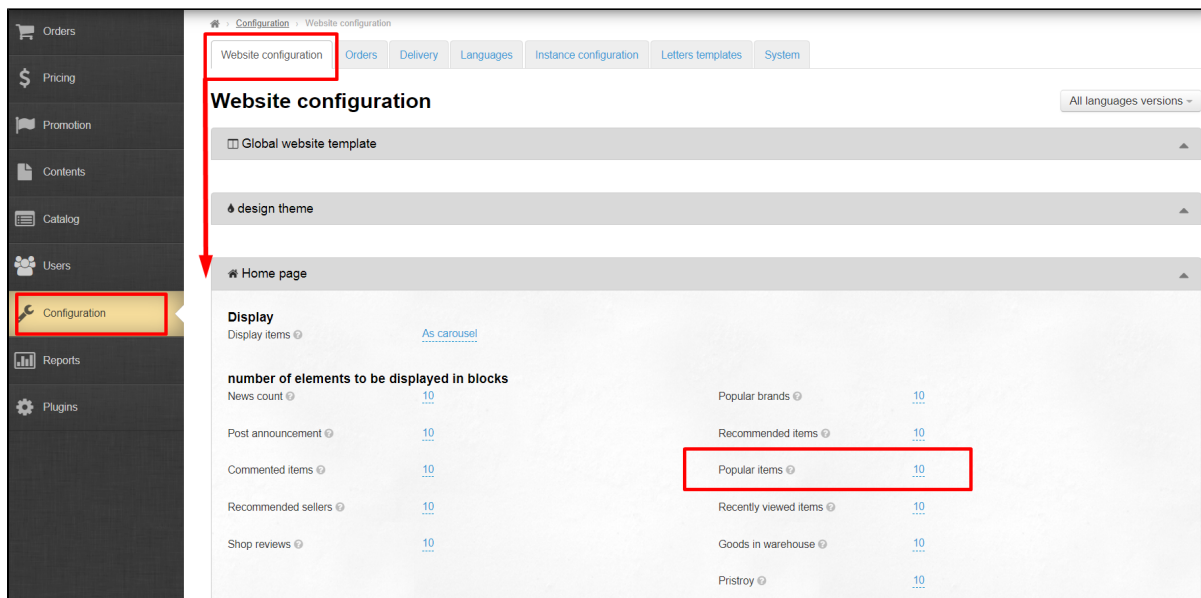 Orders
Pricing
Promotion
Contents
Catalog
Users
Configuration
Reports
Plugins
Configuration Website configuration
Website configuration Orders Delivery Languages Instance configuration Letters templates System
Website configuration
All languages versions
Global website template
design theme
Home page
Display
Display items As carousel
number of elements to be displayed in blocks
News count 10 Popular brands 10
Post announcement 10 Recommended items 10
Commented items 10 Popular items 10
Recommended sellers 10 Recently viewed items 10
Shop reviews 10 Goods in warehouse 10
Pristroy 10